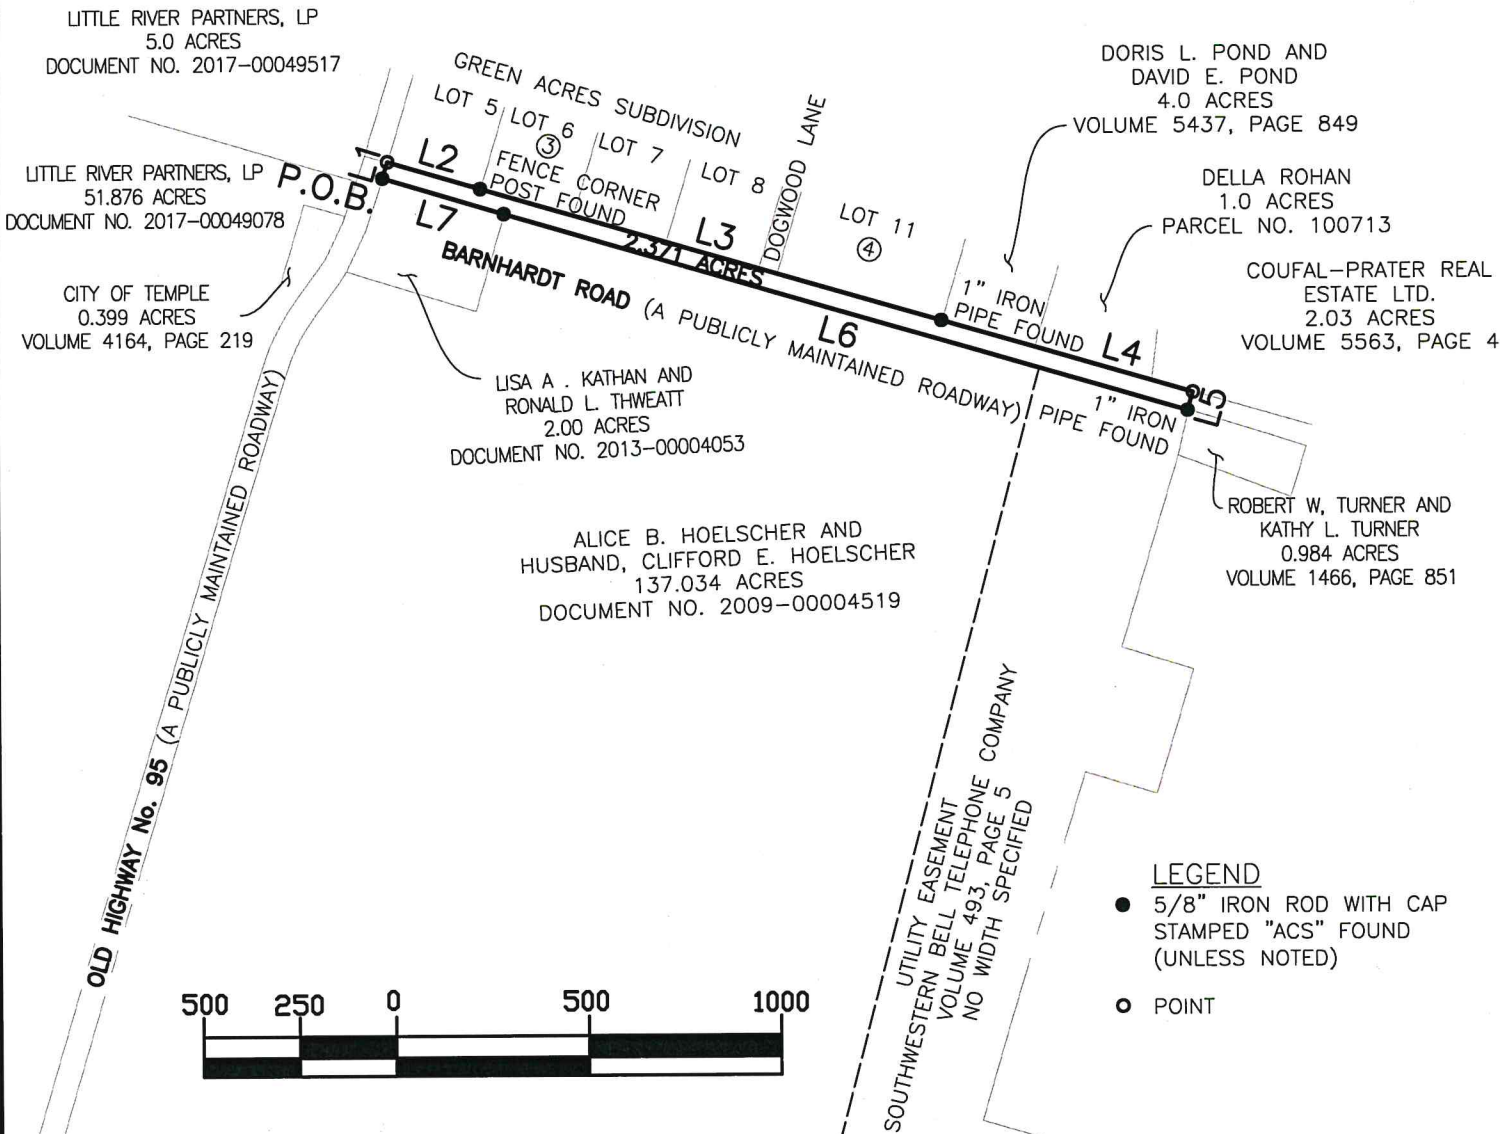 LITTLE RIVER PARTNERS, LP
5.0 ACRES
DOCUMENT NO. 2017-00049517
GREEN ACRES SUBDIVISION
LOT 5
LOT 6
3
LOT 7
LOT 8
DOGWOOD LANE
LOT 11
4
DORIS L. POND AND
DAVID E. POND
4.0 ACRES
VOLUME 5437, PAGE 849
DELLA ROHAN
1.0 ACRES
PARCEL NO. 100713
COUFAL-PRATER REAL
ESTATE LTD.
2.03 ACRES
VOLUME 5563, PAGE 4
LITTLE RIVER PARTNERS, LP
51.876 ACRES
DOCUMENT NO. 2017-00049078
P.O.B.
L1
L2
FENCE CORNER
POST FOUND
L3
2.371 ACRES
1" IRON
PIPE FOUND
L4
L5
L7
BARNHARDT ROAD (A PUBLICLY MAINTAINED ROADWAY)
L6
1" IRON
PIPE FOUND
CITY OF TEMPLE
0.399 ACRES
VOLUME 4164, PAGE 219
LISA A . KATHAN AND
RONALD L. THWEATT
2.00 ACRES
DOCUMENT NO. 2013-00004053
ROBERT W. TURNER AND
KATHY L. TURNER
0.984 ACRES
VOLUME 1466, PAGE 851
ALICE B. HOELSCHER AND
HUSBAND, CLIFFORD E. HOELSCHER
137.034 ACRES
DOCUMENT NO. 2009-00004519
OLD HIGHWAY No. 95 (A PUBLICLY MAINTAINED ROADWAY)
UTILITY EASEMENT
SOUTHWESTERN BELL TELEPHONE COMPANY
VOLUME 493, PAGE 5
NO WIDTH SPECIFIED
LEGEND
5/8" IRON ROD WITH CAP
STAMPED "ACS" FOUND
(UNLESS NOTED)
POINT
500 250 0 500 1000